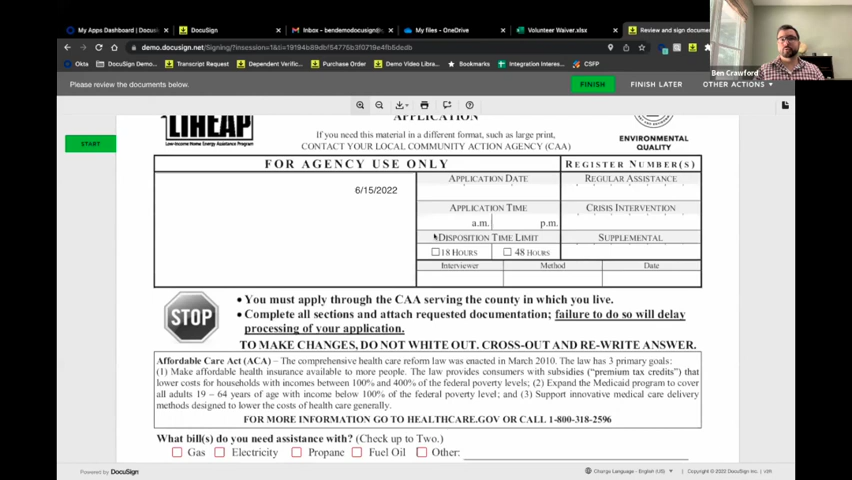 My Apps Dashboard | Docus
DocuSign
Inbox - bendemodocusign@
My files - OneDrive
Volunteer Waiver.xlsx
Review and sign docume
demo.docusign.net/Signing/?insession=1&ti=19194b89dbf54775b3f0719e4fb5dedb
Okta
DocuSign Demo...
Transcript Request
Dependent Verific...
Purchase Order
Demo Video Libra...
Bookmarks
Integration Interes...
CSFP
Ben Crawford
Please review the documents below.
FINISH
FINISH LATER
OTHER ACTIONS
START
LIHEAP
Low-Income Home Energy Assistance Program
APPLICATION
If you need this material in a different format, such as large print,
CONTACT YOUR LOCAL COMMUNITY ACTION AGENCY (CAA)
ENVIRONMENTAL
QUALITY
FOR AGENCY USE ONLY
REGISTER NUMBER(S)
6/15/2022
APPLICATION DATE
REGULAR ASSISTANCE
APPLICATION TIME
CRISIS INTERVENTION
a.m.
p.m.
DISPOSITION TIME LIMIT
SUPPLEMENTAL
18 HOURS
48 HOURS
Interviewer
Method
Date
STOP
• You must apply through the CAA serving the county in which you live.
• Complete all sections and attach requested documentation; failure to do so will delay
processing of your application.
TO MAKE CHANGES, DO NOT WHITE OUT. CROSS-OUT AND RE-WRITE ANSWER.
Affordable Care Act (ACA) – The comprehensive health care reform law was enacted in March 2010. The law has 3 primary goals:
(1) Make affordable health insurance available to more people. The law provides consumers with subsidies (“premium tax credits”) that
lower costs for households with incomes between 100% and 400% of the federal poverty levels; (2) Expand the Medicaid program to cover
all adults 19 – 64 years of age with income below 100% of the federal poverty level; and (3) Support innovative medical care delivery
methods designed to lower the costs of health care generally.
FOR MORE INFORMATION GO TO HEALTHCARE.GOV OR CALL 1-800-318-2596
What bill(s) do you need assistance with? (Check up to Two.)
Gas
Electricity
Propane
Fuel Oil
Other:
Powered by DocuSign
Change Language - English (US)
Copyright © 2022 DocuSign Inc. | v9R